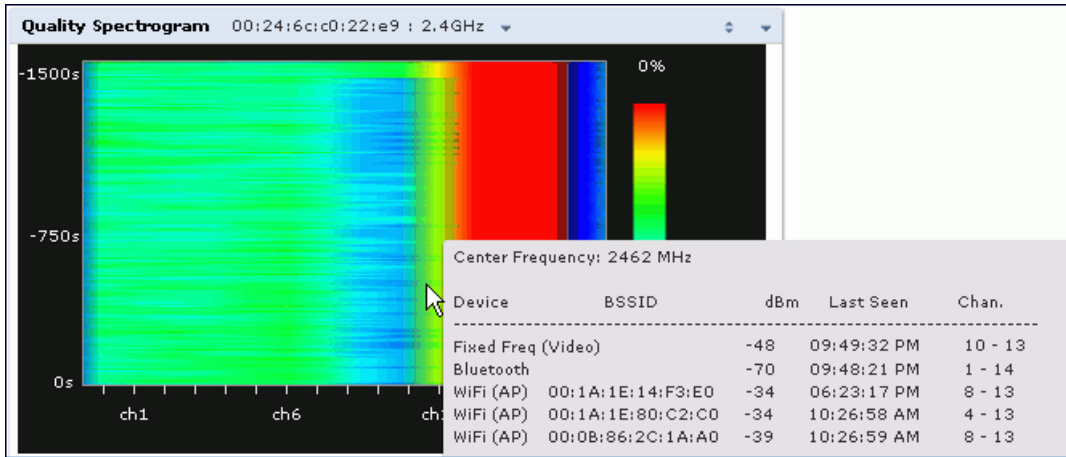 Quality Spectrogram 00:24:6c:c0:22:e9 : 2.4GHz
0%
-1500s
-750s
Center Frequency: 2462 MHz
Device BSSID dBm Last Seen Chan.
Fixed Freq (Video) -48 09:49:32 PM 10 - 13
Bluetooth -70 09:48:21 PM 1 - 14
WiFi (AP) 00:1A:1E:14:F3:E0 -34 06:23:17 PM 8 - 13
WiFi (AP) 00:1A:1E:80:C2:C0 -34 10:26:58 AM 4 - 13
WiFi (AP) 00:0B:86:2C:1A:A0 -39 10:26:59 AM 8 - 13
0s
ch1 ch6